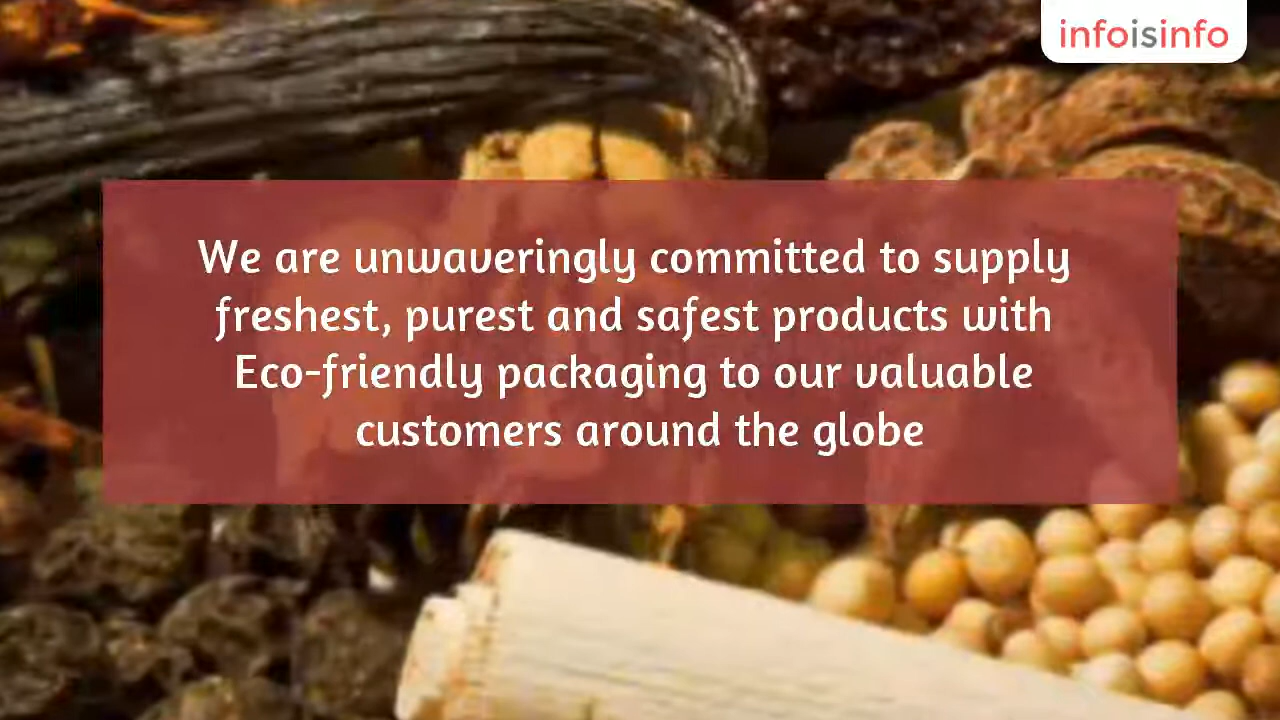 infoisinfo
We are unwaveringly committed to supply
freshest, purest and safest products with
Eco-friendly packaging to our valuable
customers around the globe